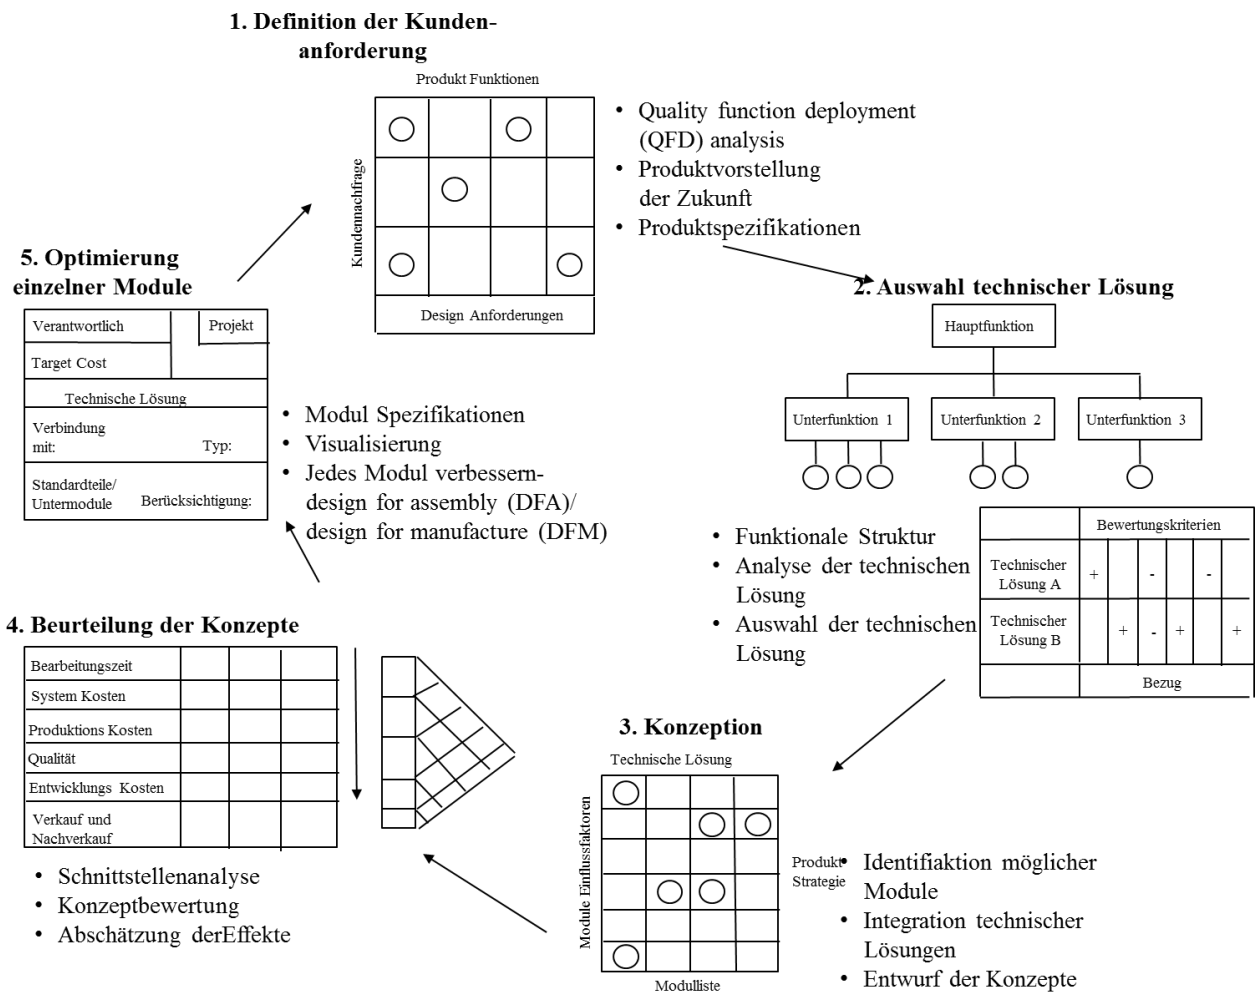 1. Definition der Kunden-
anforderung
Produkt Funktionen
Kundennachfrage
Design Anforderungen
• Quality function deployment
(QFD) analysis
• Produktvorstellung
der Zukunft
• Produktspezifikationen
2. Auswahl technischer Lösung
Hauptfunktion
Unterfunktion 1
Unterfunktion 2
Unterfunktion 3
• Funktionale Struktur
• Analyse der technischen
Lösung
• Auswahl der technischen
Lösung
Bewertungskriterien
Technischer
Lösung A
+ - -
Technischer
Lösung B
+ - + +
Bezug
3. Konzeption
Technische Lösung
Module Einflussfaktoren
Produkt
Strategie
Modulliste
• Identifiaktion möglicher
Module
• Integration technischer
Lösungen
• Entwurf der Konzepte
4. Beurteilung der Konzepte
Bearbeitungszeit
System Kosten
Produktions Kosten
Qualität
Entwicklungs Kosten
Verkauf und
Nachverkauf
• Schnittstellenanalyse
• Konzeptbewertung
• Abschätzung derEffekte
5. Optimierung
einzelner Module
Verantwortlich
Projekt
Target Cost
Technische Lösung
Verbindung
mit:
Typ:
Standardteile/
Untermodule
Berücksichtigung:
• Modul Spezifikationen
• Visualisierung
• Jedes Modul verbessern-
design for assembly (DFA)/
design for manufacture (DFM)